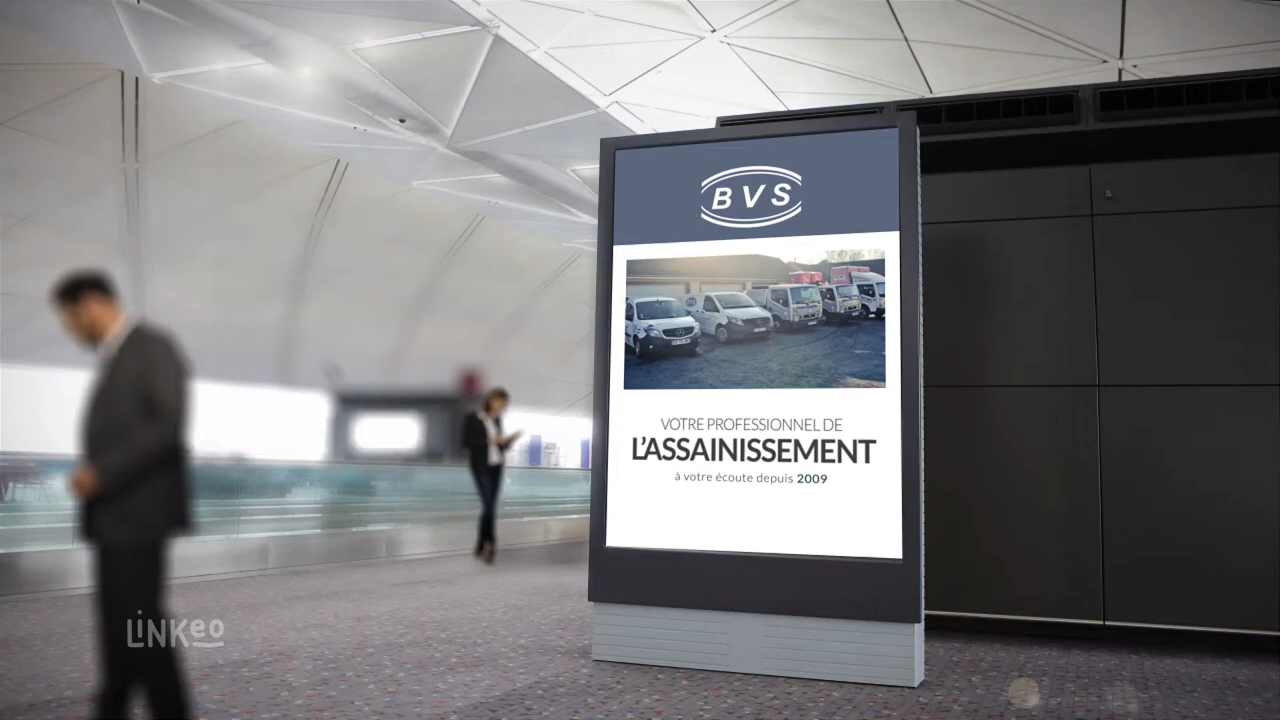 BVS
VOTRE PROFESSIONNEL DE
L'ASSAINISSEMENT
à votre écoute depuis 2009
LINKeo